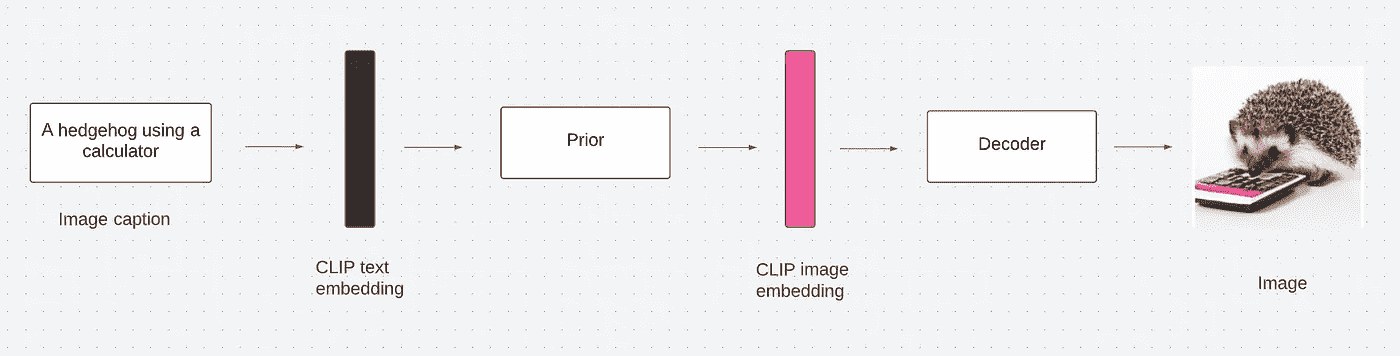 A hedgehog using a
calculator
Image caption
CLIP text
embedding
Prior
CLIP image
embedding
Decoder
Image